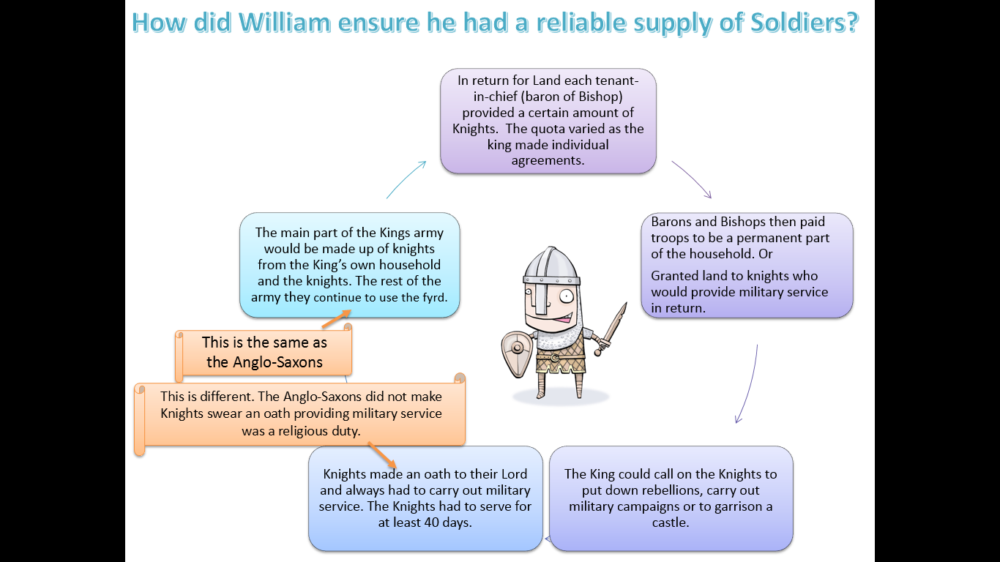 How did William ensure he had a reliable supply of Soldiers?
In return for Land each tenant-
in-chief (baron of Bishop)
provided a certain amount of
Knights.  The quota varied as the
king made individual
agreements.
Barons and Bishops then paid
troops to be a permanent part
of the household. Or
Granted land to knights who
would provide military service
in return.
The King could call on the Knights to
put down rebellions, carry out
military campaigns or to garrison a
castle.
Knights made an oath to their Lord
and always had to carry out military
service. The Knights had to serve for
at least 40 days.
This is different. The Anglo-Saxons did not make
Knights swear an oath providing military service
was a religious duty.
The main part of the Kings army
would be made up of knights
from the King's own household
and the knights. The rest of the
army they continue to use the fyrd.
This is the same as
the Anglo-Saxons